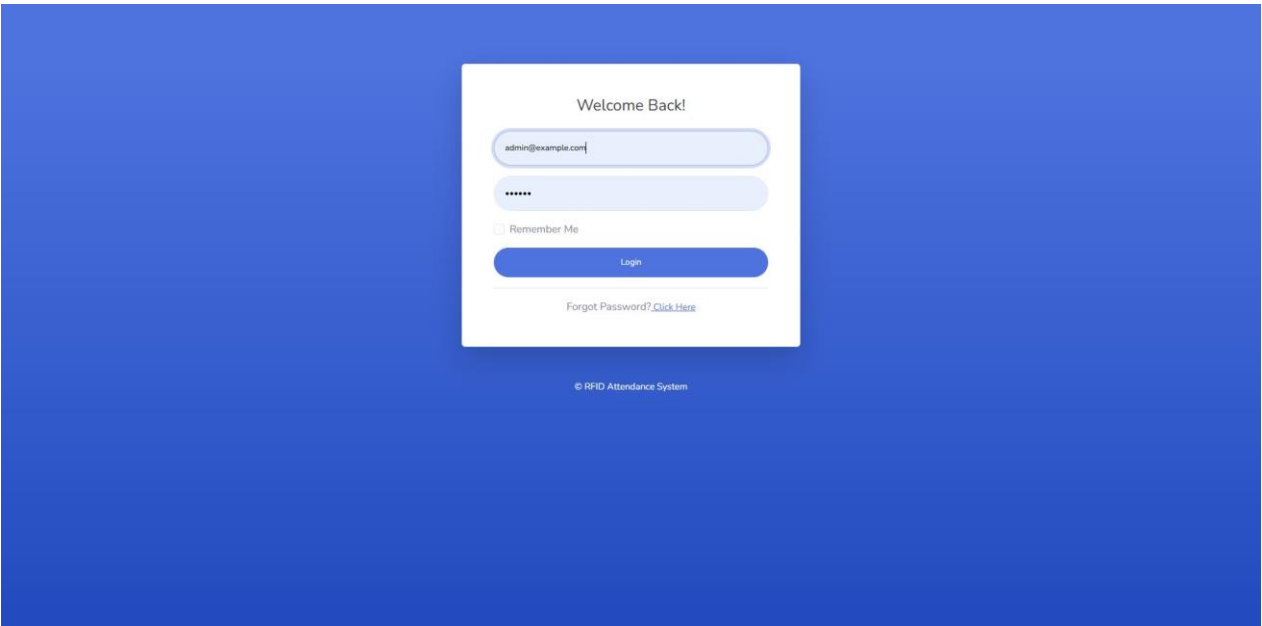 Welcome Back!
admin@example.com
••••••
Remember Me
Login
Forgot Password? Click Here
© RFID Attendance System